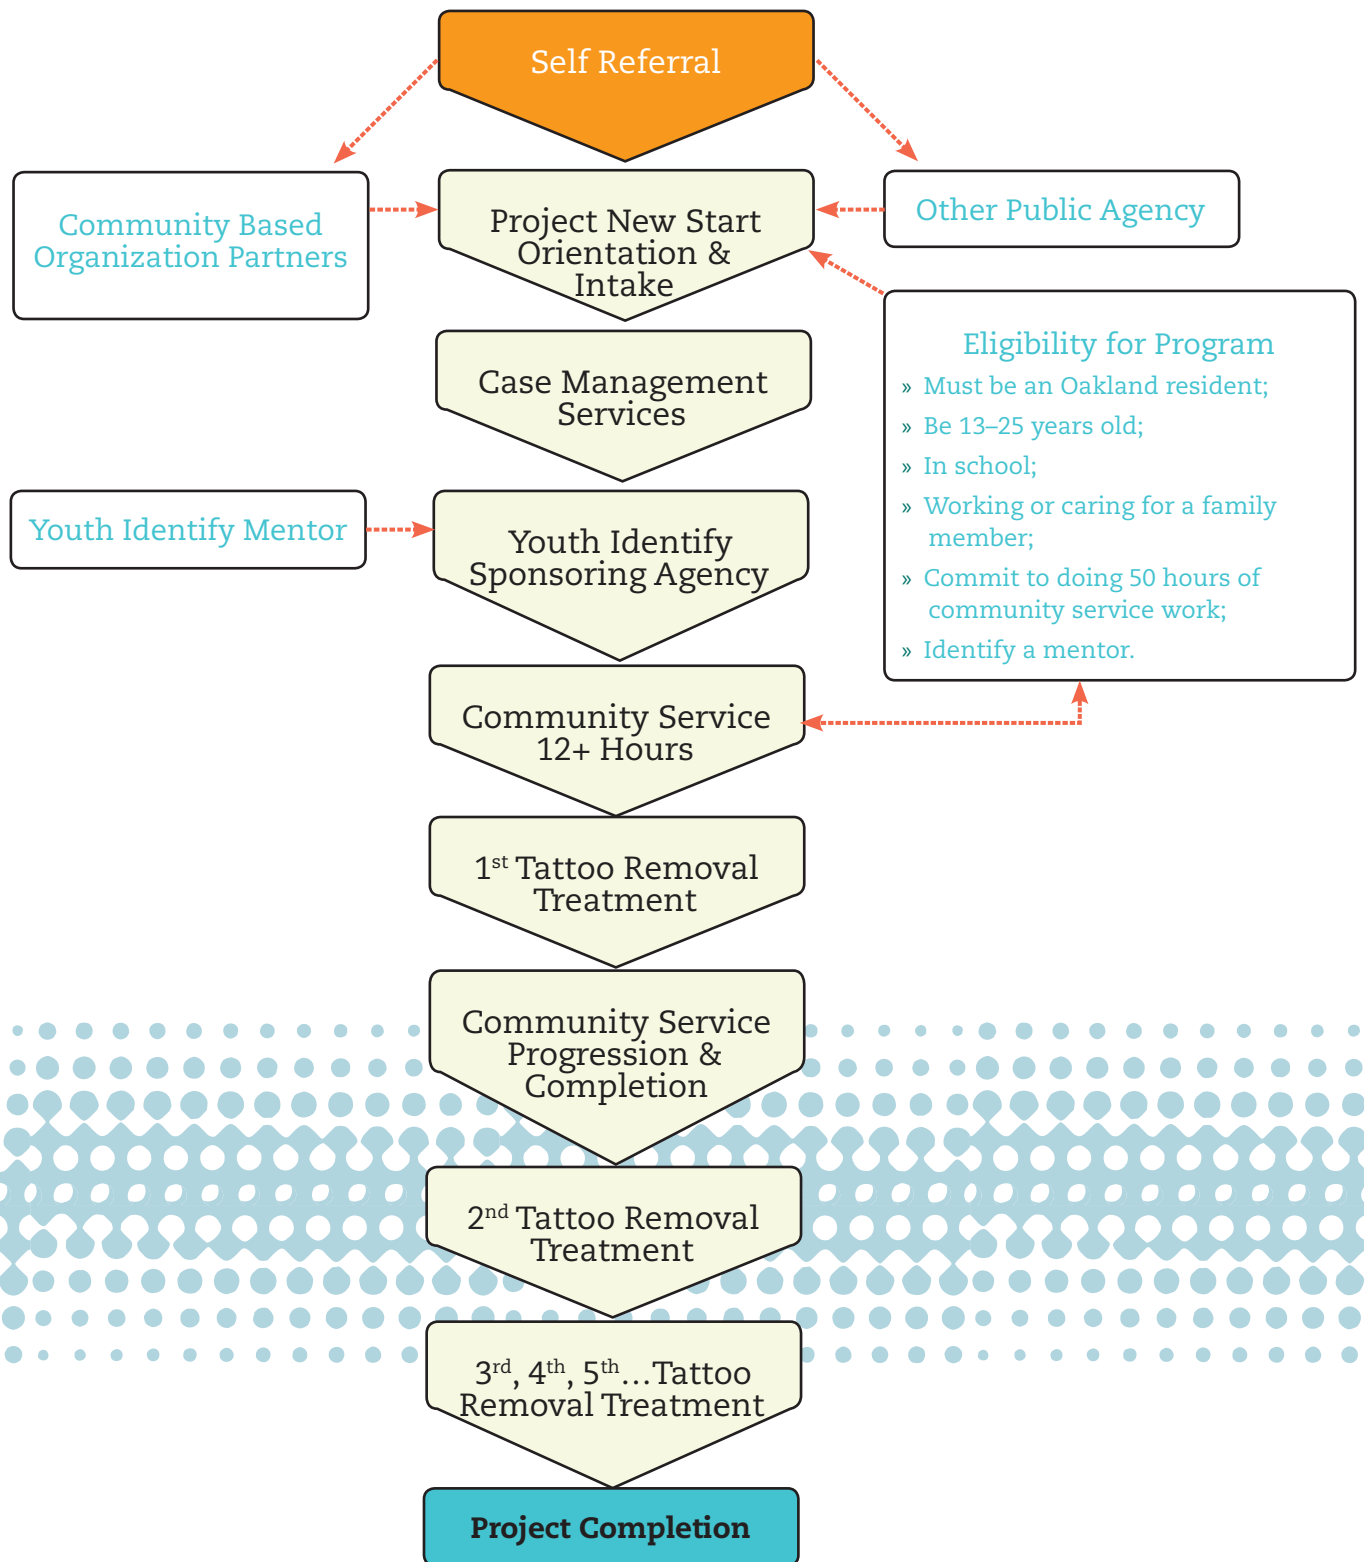 Self Referral
Community Based
Organization Partners
Project New Start
Orientation &
Intake
Other Public Agency
Eligibility for Program
» Must be an Oakland resident;
» Be 13–25 years old;
» In school;
» Working or caring for a family
member;
» Commit to doing 50 hours of
community service work;
» Identify a mentor.
Case Management
Services
Youth Identify Mentor
Youth Identify
Sponsoring Agency
Community Service
12+ Hours
1st Tattoo Removal
Treatment
Community Service
Progression &
Completion
2nd Tattoo Removal
Treatment
3rd, 4th, 5th...Tattoo
Removal Treatment
Project Completion